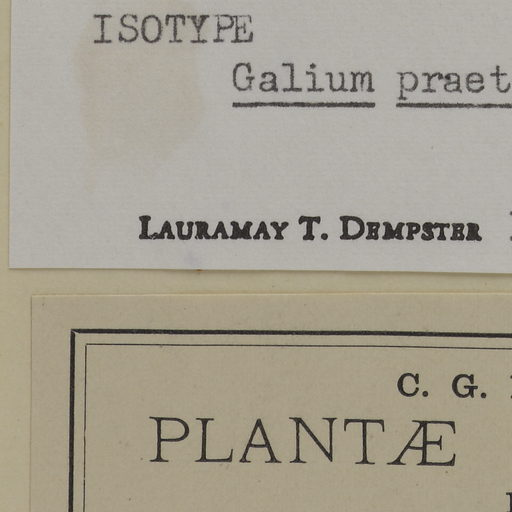 ISOTYPE
Galium praet
LAURAMAY T. DEMPSTER
C. G.
PLANTÆ